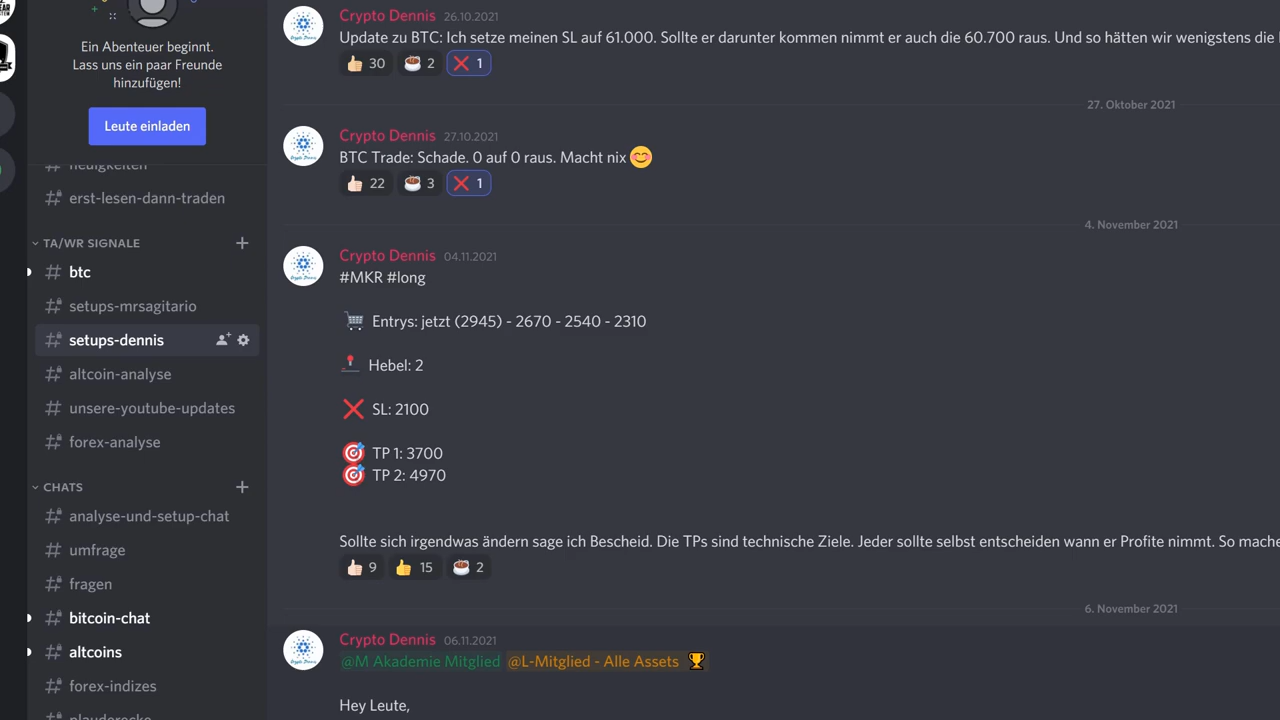 Ein Abenteuer beginnt.
Lass uns ein paar Freunde
hinzufügen!
Leute einladen
neuigkeiten
erst-lesen-dann-traden
TA/WR SIGNALE
btc
setups-mrsagitario
setups-dennis
altcoin-analyse
unsere-youtube-updates
forex-analyse
CHATS
analyse-und-setup-chat
umfrage
fragen
bitcoin-chat
altcoins
forex-indizes
plauderecke
Crypto Dennis 26.10.2021
Update zu BTC: Ich setze meinen SL auf 61.000. Sollte er darunter kommen nimmt er auch die 60.700 raus. Und so hätten wir wenigstens die
30 2 1
27. Oktober 2021
Crypto Dennis 27.10.2021
BTC Trade: Schade. 0 auf 0 raus. Macht nix
22 3 1
4. November 2021
Crypto Dennis 04.11.2021
#MKR #long
Entrys: jetzt (2945) - 2670 - 2540 - 2310
Hebel: 2
SL: 2100
TP 1: 3700
TP 2: 4970
Sollte sich irgendwas ändern sage ich Bescheid. Die TPs sind technische Ziele. Jeder sollte selbst entscheiden wann er Profite nimmt. So mache
9 15 2
6. November 2021
Crypto Dennis 06.11.2021
@M Akademie Mitglied @L-Mitglied - Alle Assets
Hey Leute,